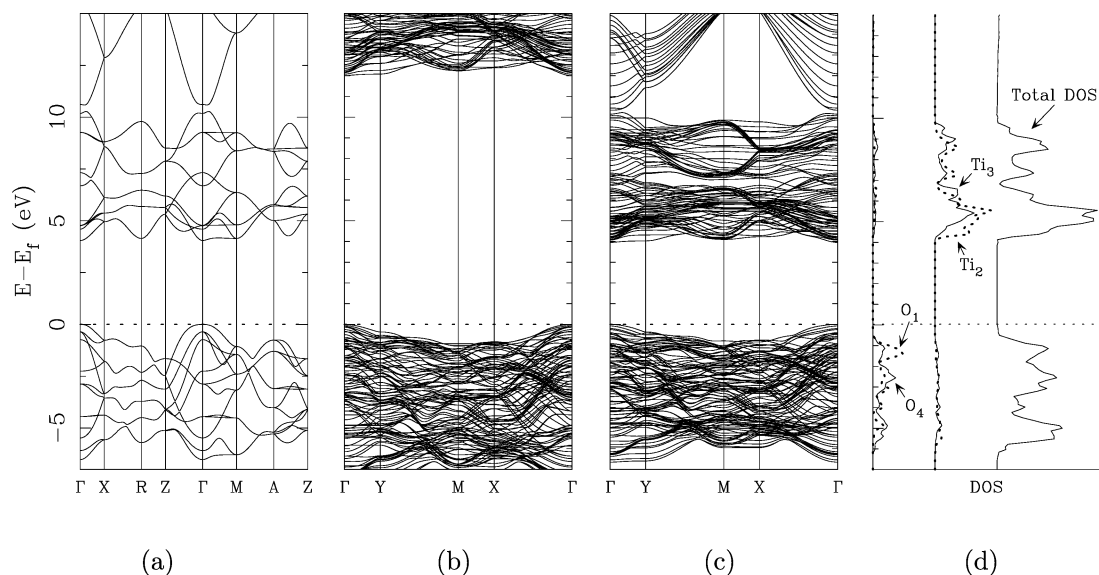 E−E_f (eV)
10
5
0
−5
Total DOS
Ti_3
Ti_2
O_1
O_4
Γ X R Z Γ M A Z
Γ Y M X Γ
Γ Y M X Γ
DOS
(a) (b) (c) (d)